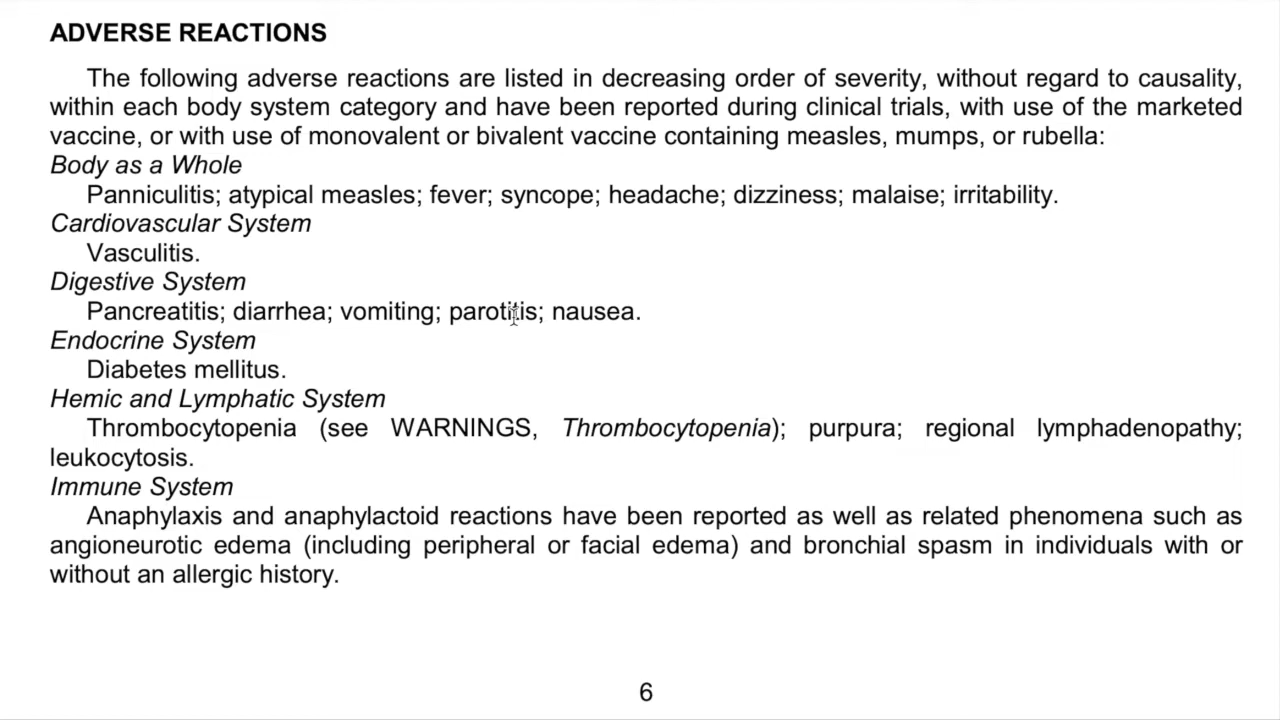 ADVERSE REACTIONS
The following adverse reactions are listed in decreasing order of severity, without regard to causality,
within each body system category and have been reported during clinical trials, with use of the marketed
vaccine, or with use of monovalent or bivalent vaccine containing measles, mumps, or rubella:
Body as a Whole
Panniculitis; atypical measles; fever; syncope; headache; dizziness; malaise; irritability.
Cardiovascular System
Vasculitis.
Digestive System
Pancreatitis; diarrhea; vomiting; parotitis; nausea.
Endocrine System
Diabetes mellitus.
Hemic and Lymphatic System
Thrombocytopenia (see WARNINGS, Thrombocytopenia); purpura; regional lymphadenopathy;
leukocytosis.
Immune System
Anaphylaxis and anaphylactoid reactions have been reported as well as related phenomena such as
angioneurotic edema (including peripheral or facial edema) and bronchial spasm in individuals with or
without an allergic history.
6